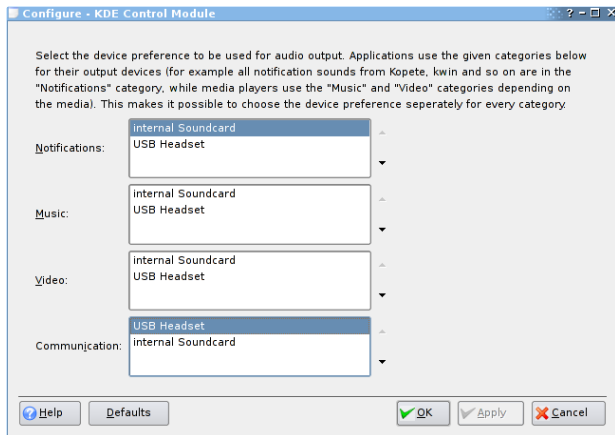 Configure - KDE Control Module
Select the device preference to be used for audio output. Applications use the given categories below
for their output devices (for example all notification sounds from Kopete, kwin and so on are in the
"Notifications" category, while media players use the "Music" and "Video" categories depending on
the media). This makes it possible to choose the device preference seperately for every category.
Notifications:
internal Soundcard
USB Headset
Music:
internal Soundcard
USB Headset
Video:
internal Soundcard
USB Headset
Communication:
USB Headset
internal Soundcard
Help Defaults OK Apply Cancel